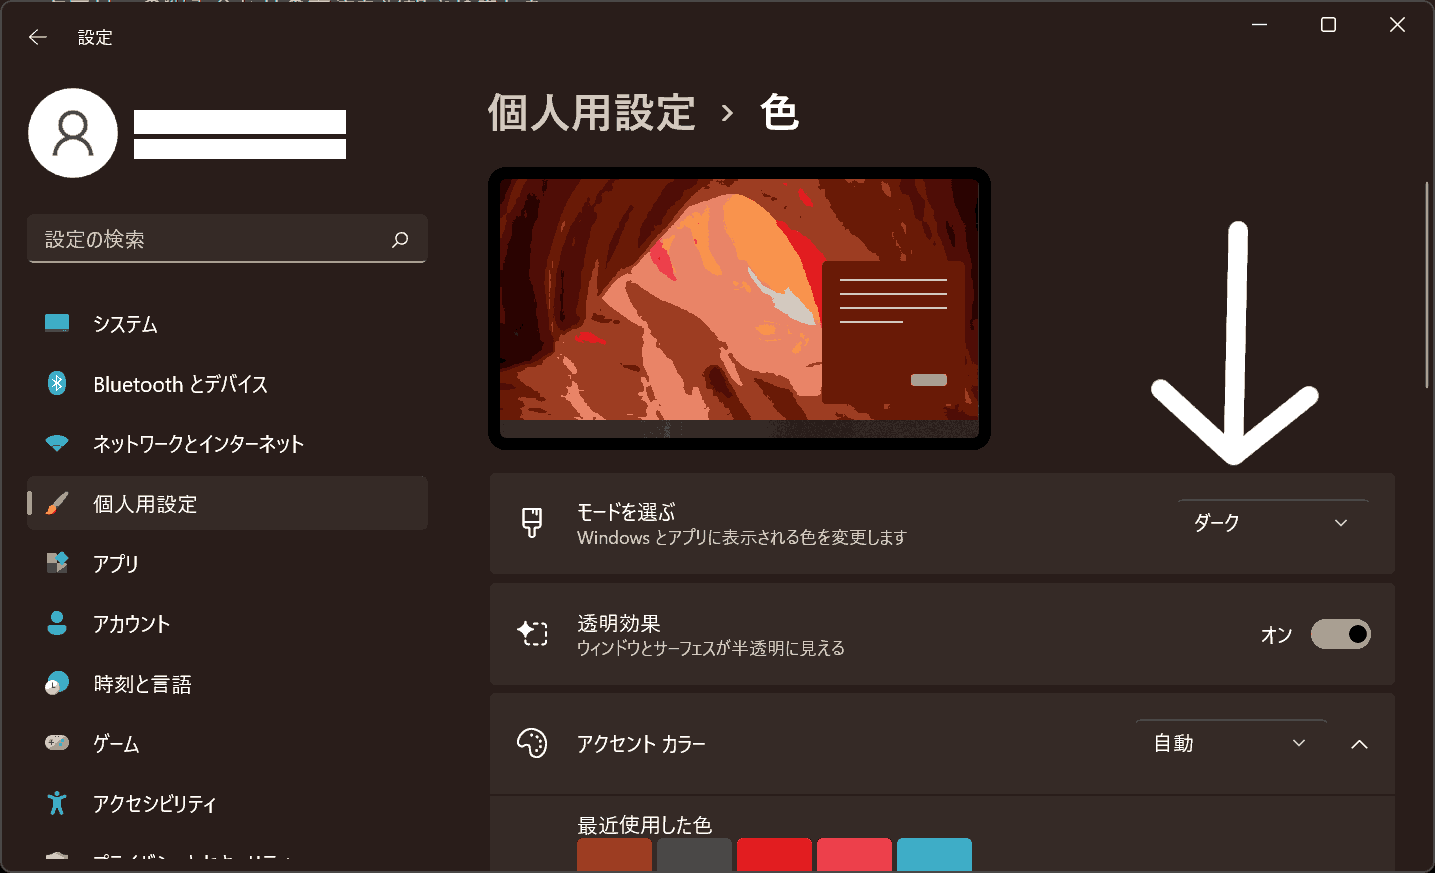 設定
個人用設定 › 色
設定の検索
システム
Bluetooth とデバイス
ネットワークとインターネット
個人用設定
アプリ
アカウント
時刻と言語
ゲーム
アクセシビリティ
モードを選ぶ
Windows とアプリに表示される色を変更します
ダーク
透明効果
ウィンドウとサーフェスが半透明に見える
オン
アクセント カラー
自動
最近使用した色